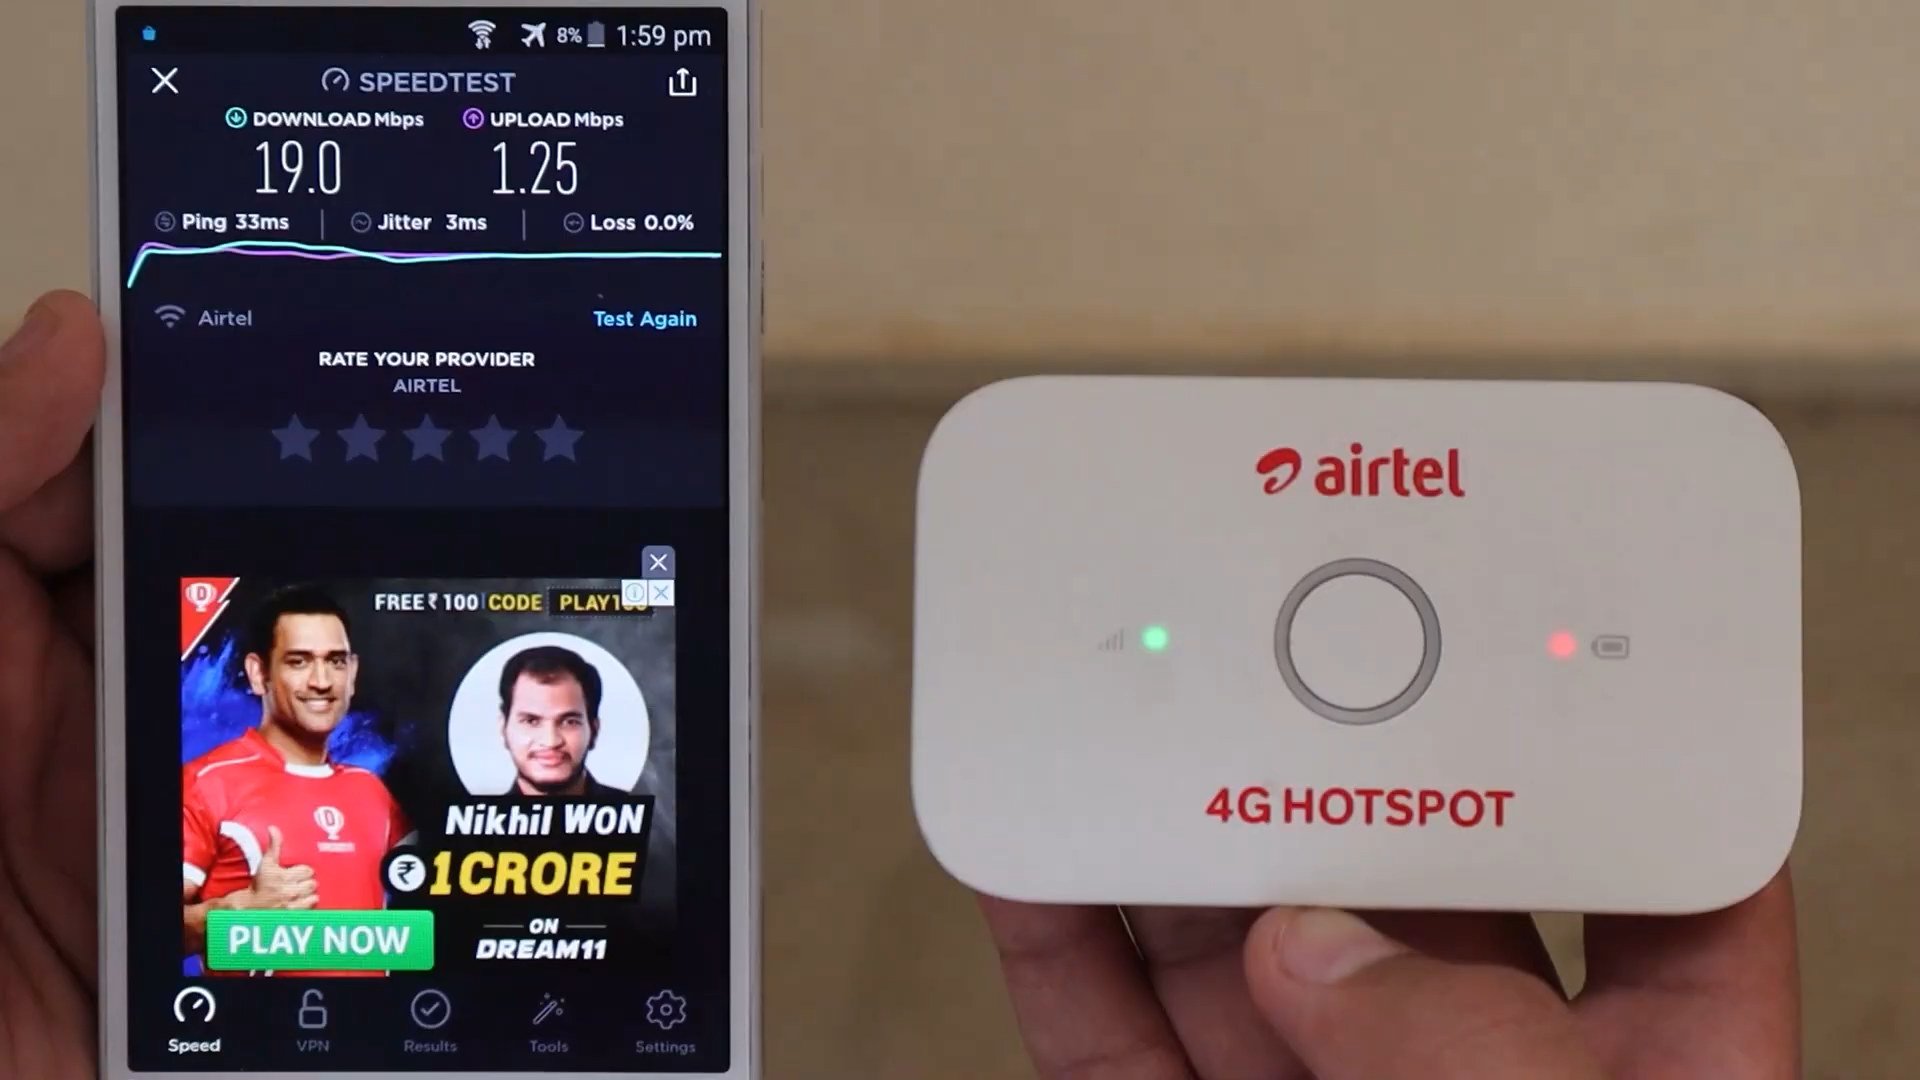 8% 1:59 pm
SPEEDTEST
DOWNLOAD Mbps UPLOAD Mbps
19.0 1.25
Ping 33ms Jitter 3ms Loss 0.0%
Airtel Test Again
RATE YOUR PROVIDER
AIRTEL
FREE ₹ 100 CODE
Nikhil WON
₹ 1 CRORE
ON
DREAM11
PLAY NOW
Speed VPN Results Tools Settings
airtel
4G HOTSPOT